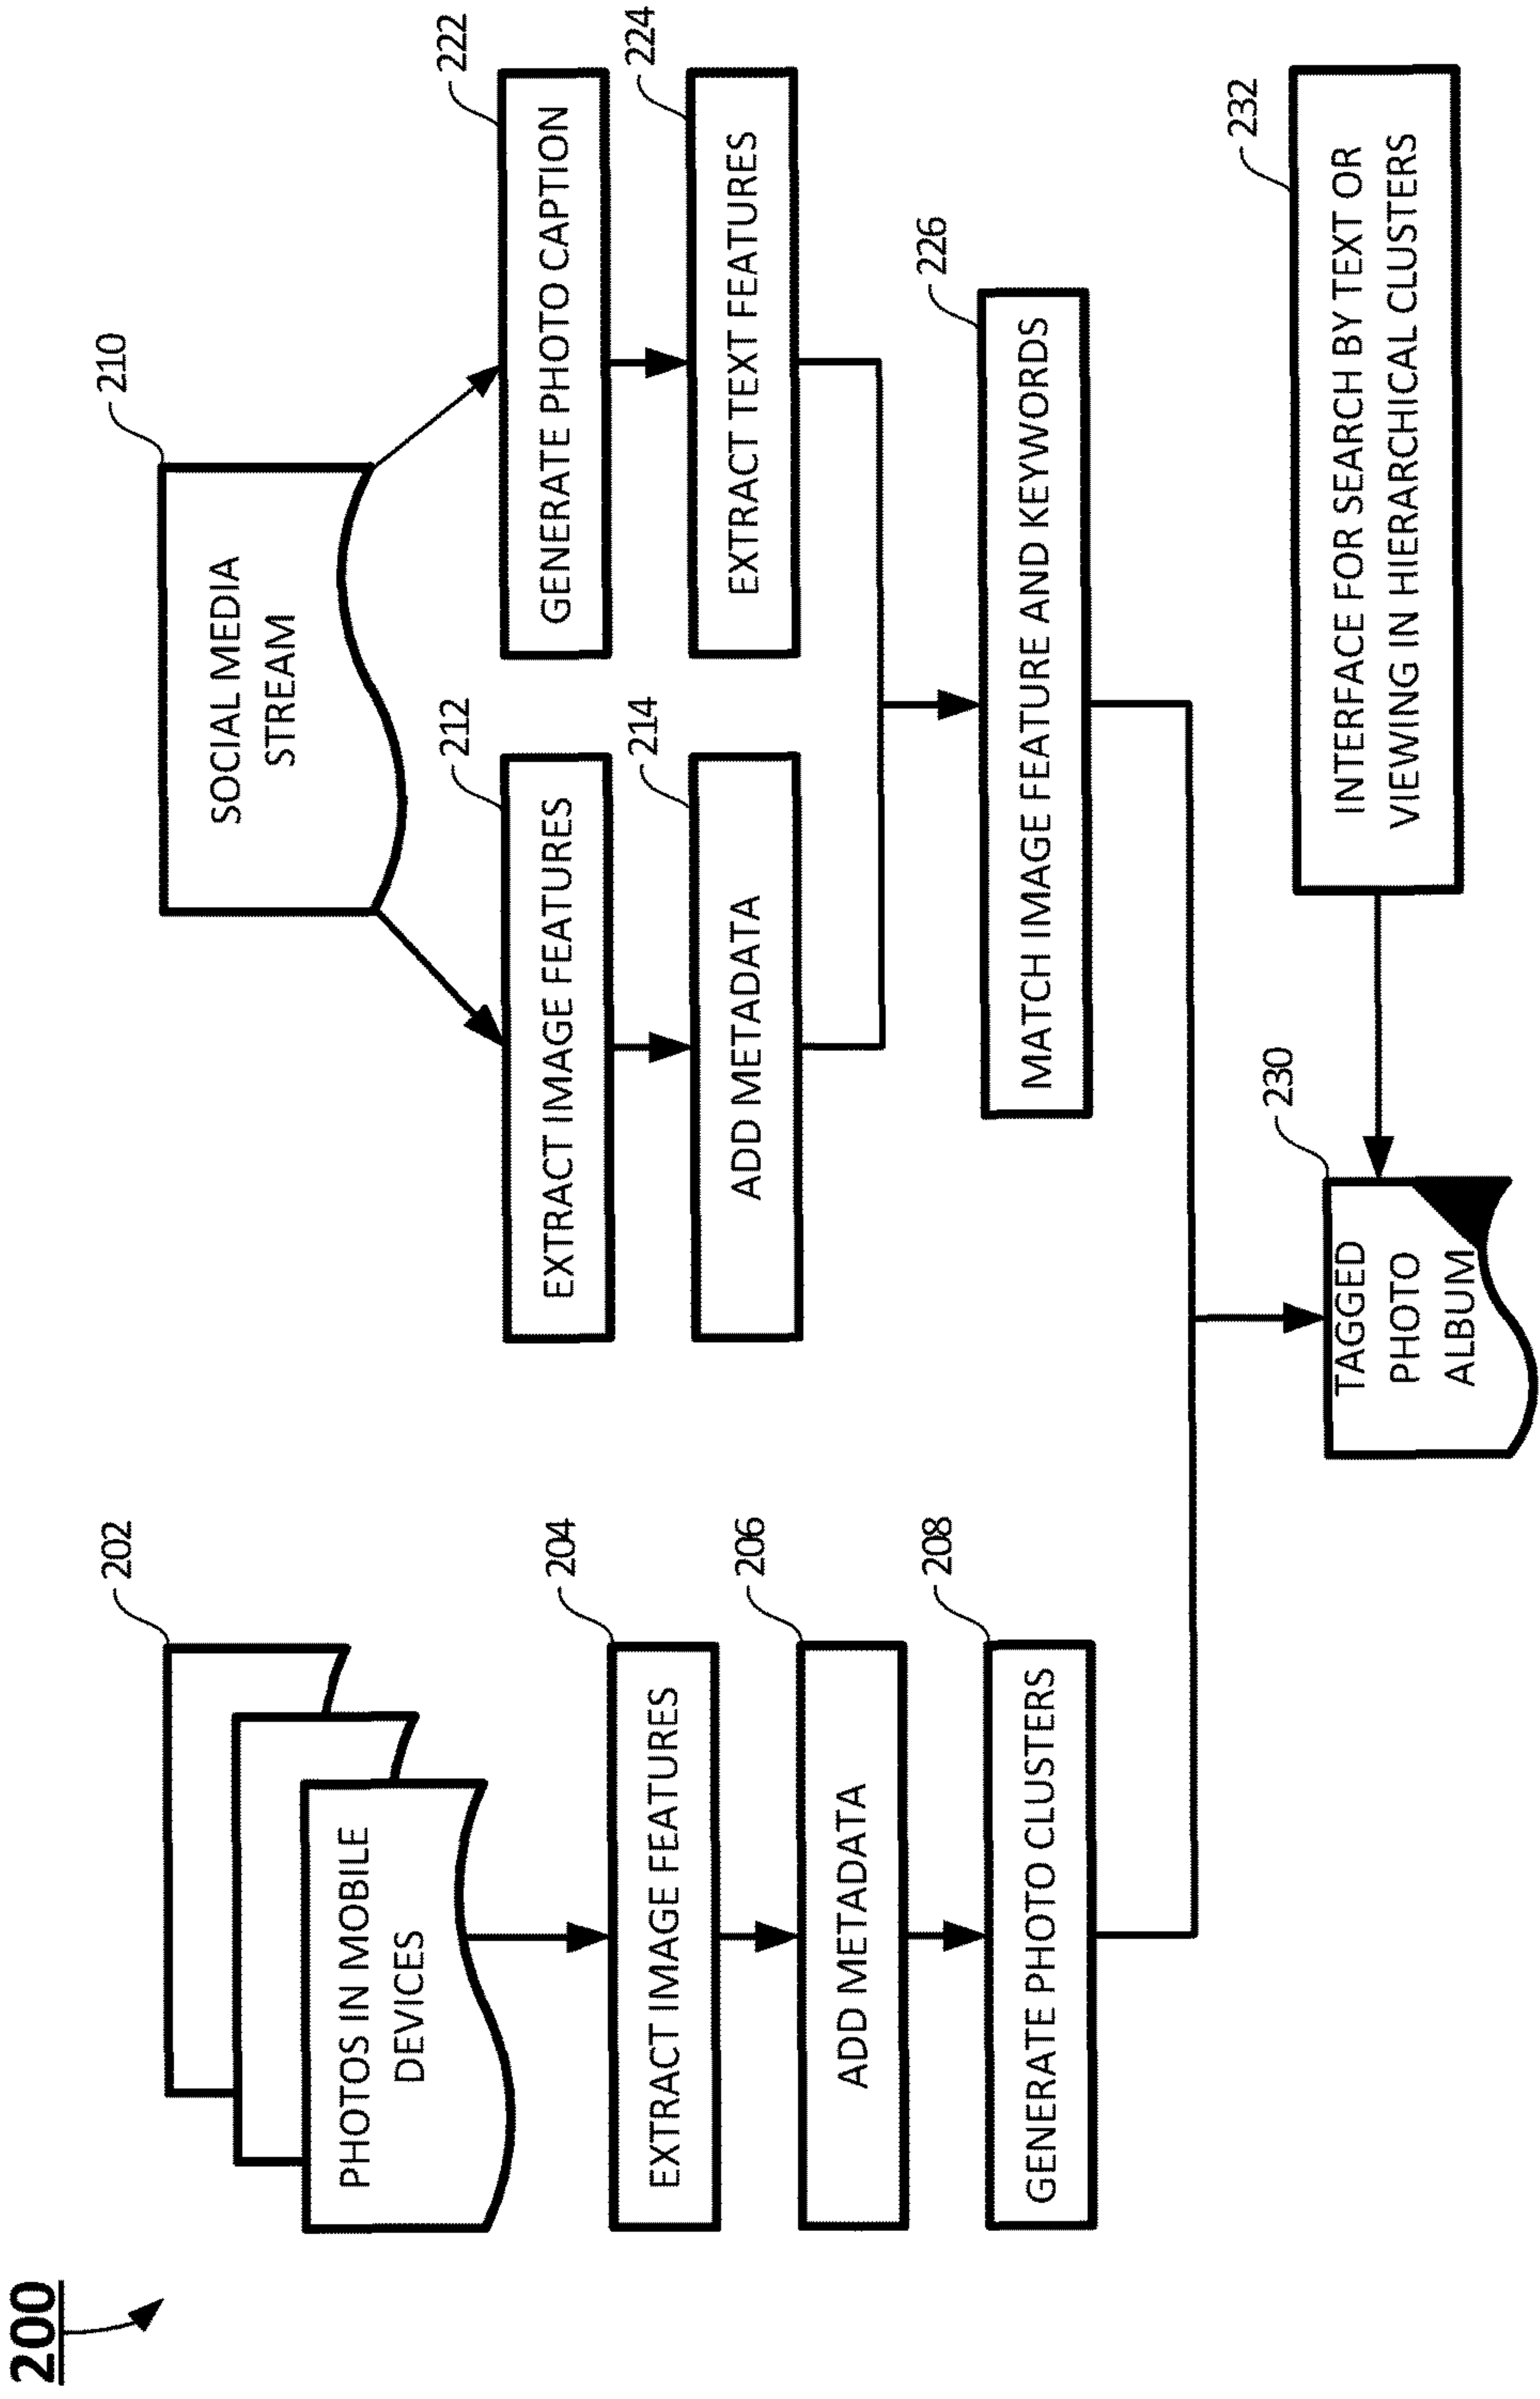 200
202
PHOTOS IN MOBILE
DEVICES
204
EXTRACT IMAGE FEATURES
206
ADD METADATA
208
GENERATE PHOTO CLUSTERS
210
SOCIAL MEDIA
STREAM
212
EXTRACT IMAGE FEATURES
214
ADD METADATA
222
GENERATE PHOTO CAPTION
224
EXTRACT TEXT FEATURES
226
MATCH IMAGE FEATURE AND KEYWORDS
230
TAGGED
PHOTO
ALBUM
232
INTERFACE FOR SEARCH BY TEXT OR
VIEWING IN HIERARCHICAL CLUSTERS